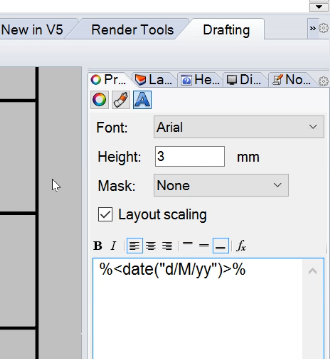 New in V5 Render Tools Drafting »
Pr... La... He... Di... No...
Font: Arial
Height: 3 mm
Mask: None
Layout scaling
B I fx
%<date("d/M/yy")>%